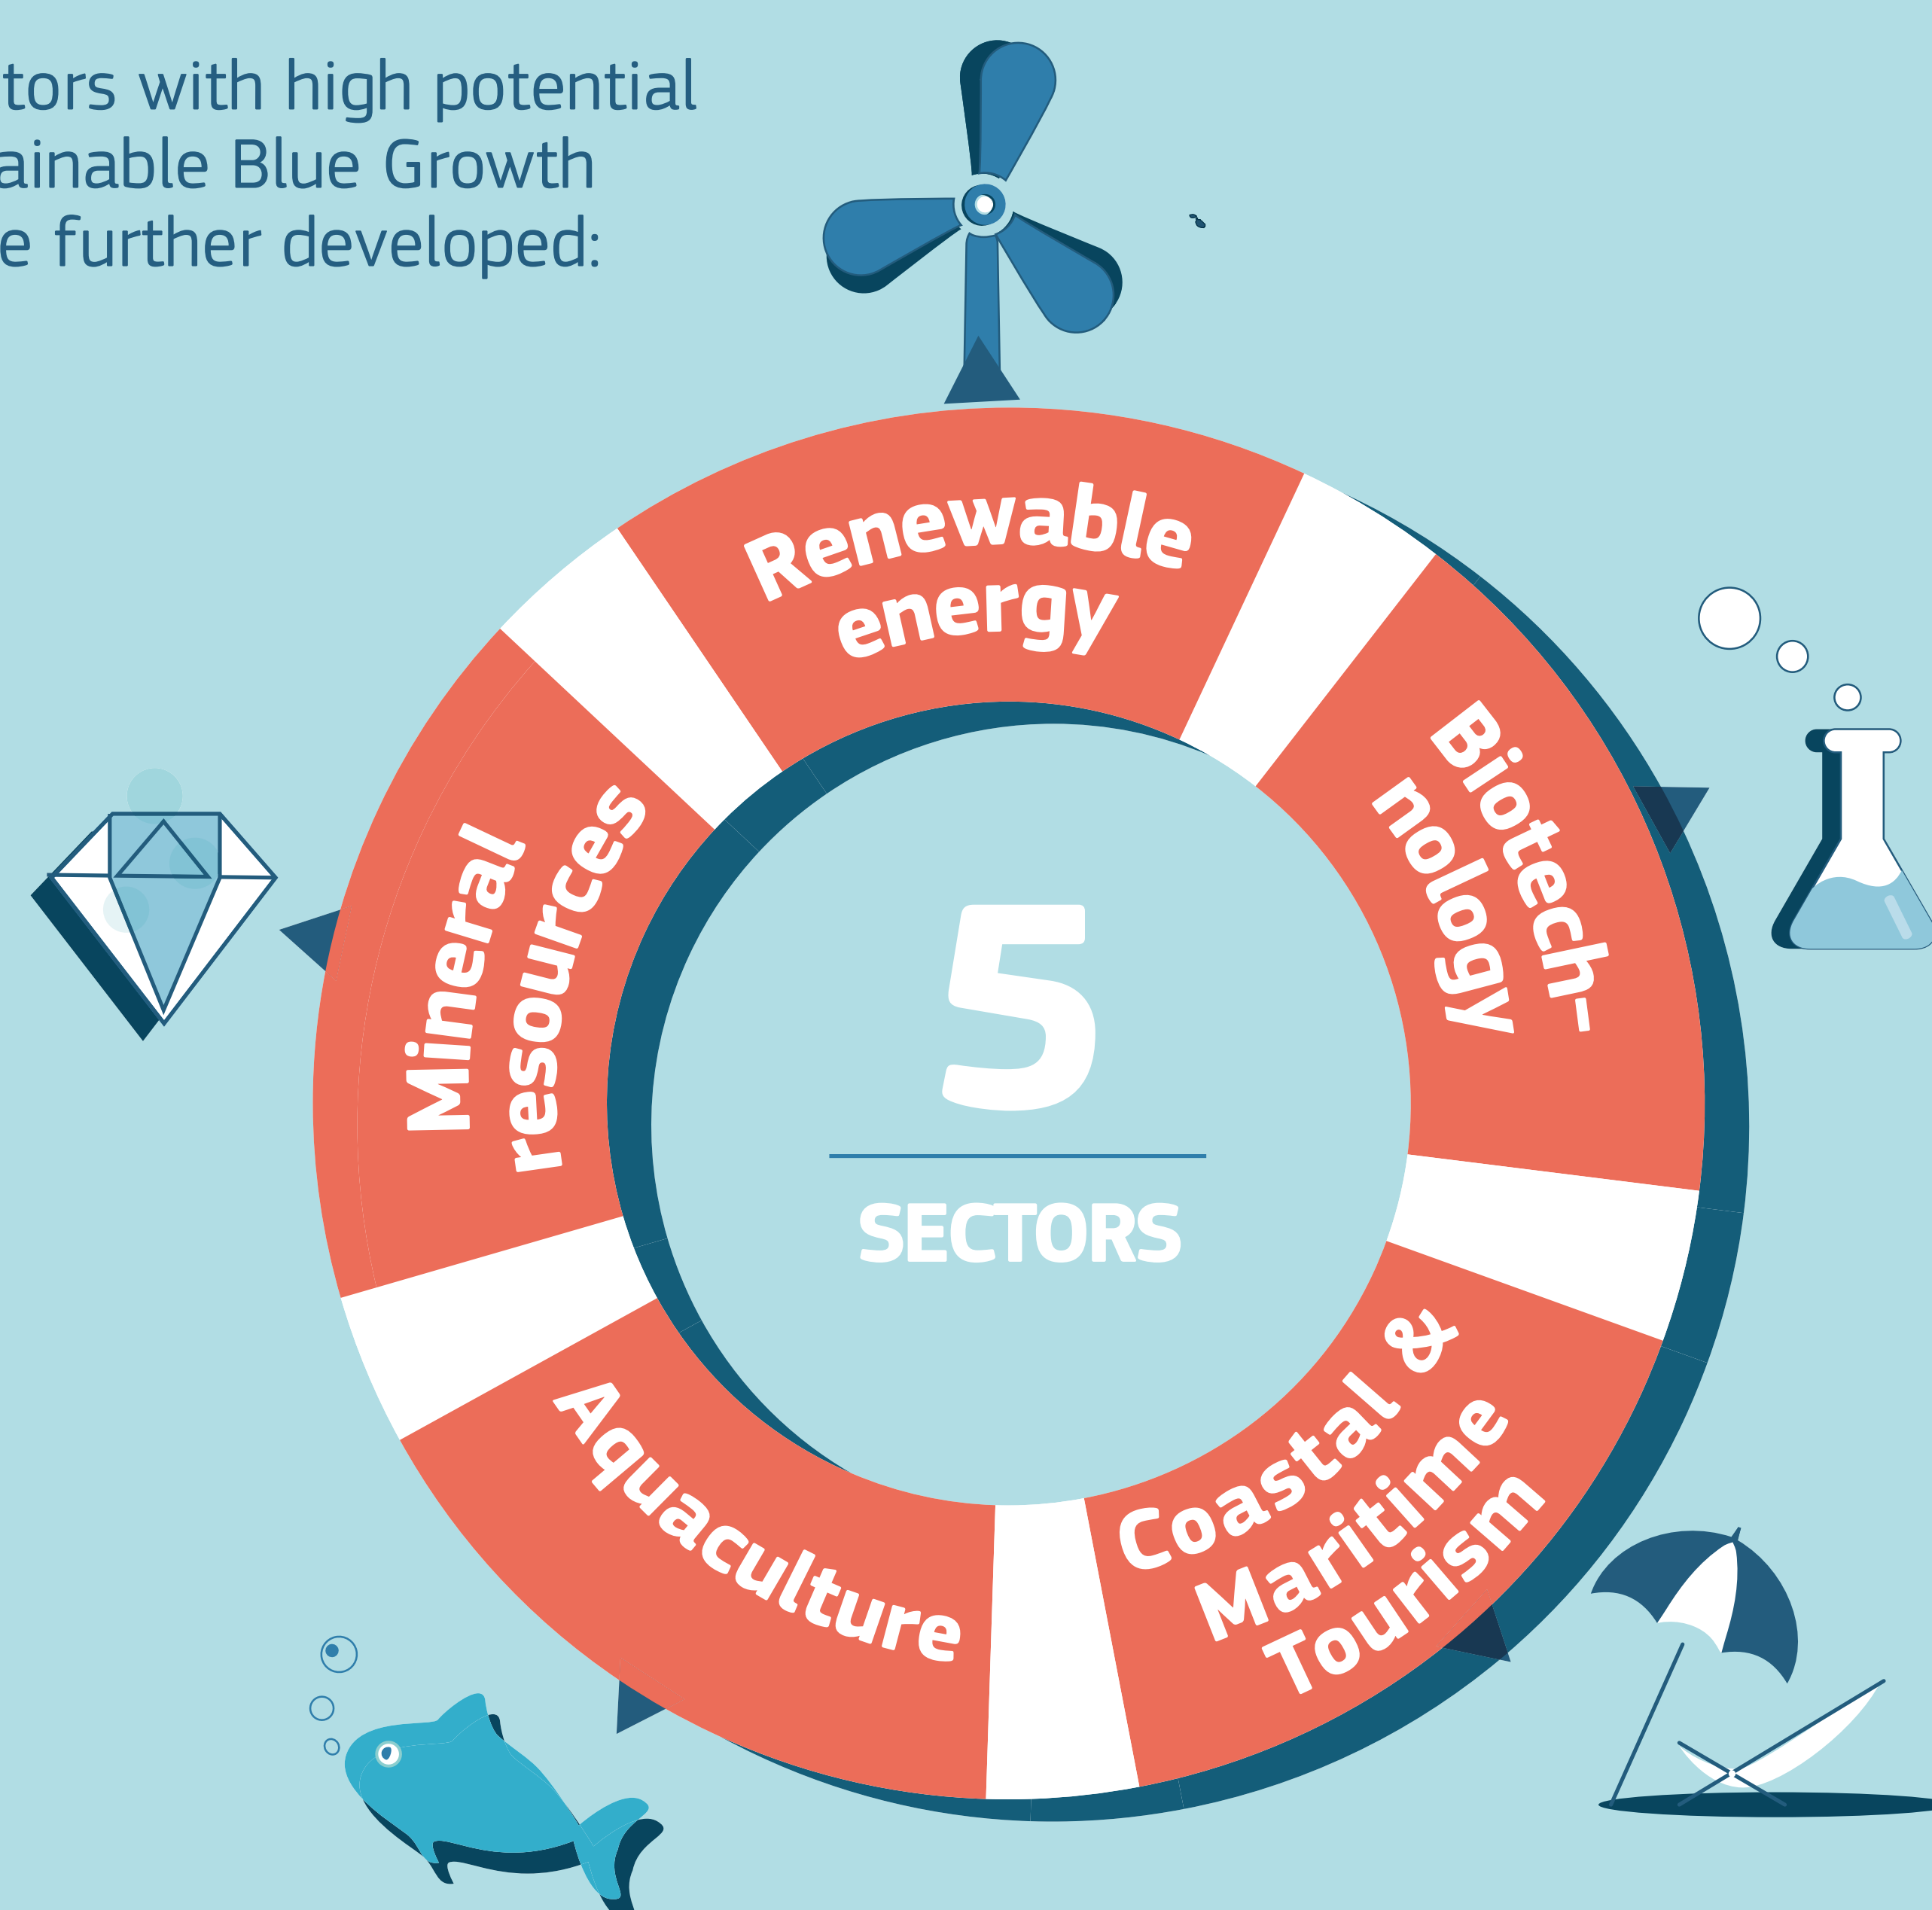 tors with high potential
ainable Blue Growth
e further developed:
Renewable
energy
Biotech-
nology
Mineral
resources
5
SECTORS
Coastal &
Maritime
Tourism
Aquaculture